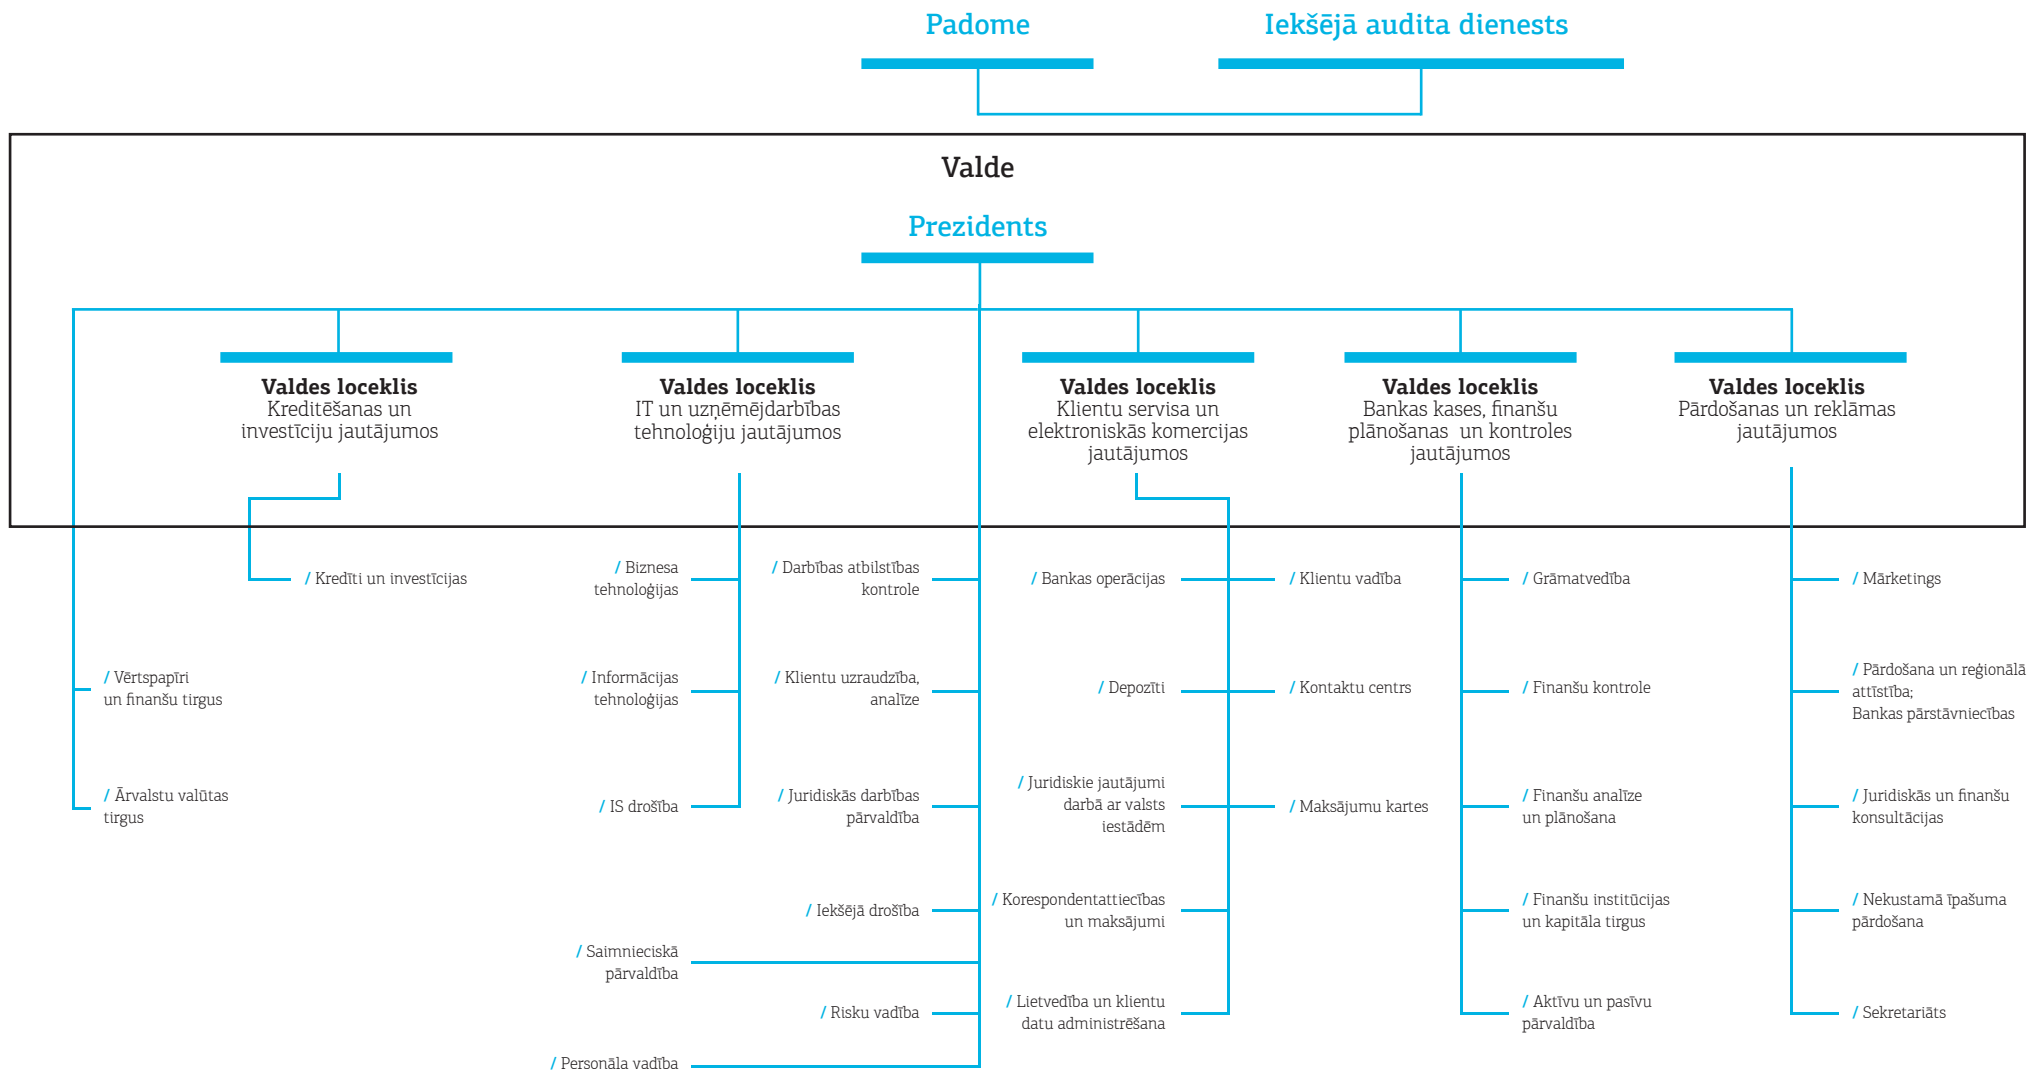 Padome
Iekšējā audita dienests
Valde
Prezidents
Valdes loceklis
Kreditēšanas un
investīciju jautājumos
Valdes loceklis
IT un uzņēmējdarbības
tehnoloģiju jautājumos
Valdes loceklis
Klientu servisa un
elektroniskās komercijas
jautājumos
Valdes loceklis
Bankas kases, finanšu
plānošanas un kontroles
jautājumos
Valdes loceklis
Pārdošanas un reklāmas
jautājumos
/ Vērtspapīri
un finanšu tirgus
/ Ārvalstu valūtas
tirgus
/ Kredīti un investīcijas
/ Biznesa
tehnoloģijas
/ Informācijas
tehnoloģijas
/ IS drošība
/ Darbības atbilstības
kontrole
/ Klientu uzraudzība,
analīze
/ Juridiskās darbības
pārvaldība
/ Iekšējā drošība
/ Saimnieciskā
pārvaldība
/ Risku vadība
/ Personāla vadība
/ Bankas operācijas
/ Depozīti
/ Juridiskie jautājumi
darbā ar valsts
iestādēm
/ Korespondentattiecības
un maksājumi
/ Lietvedība un klientu
datu administrēšana
/ Klientu vadība
/ Kontaktu centrs
/ Maksājumu kartes
/ Grāmatvedība
/ Finanšu kontrole
/ Finanšu analīze
un plānošana
/ Finanšu institūcijas
un kapitāla tirgus
/ Aktīvu un pasīvu
pārvaldība
/ Mārketings
/ Pārdošana un reģionālā
attīstība;
Bankas pārstāvniecības
/ Juridiskās un finanšu
konsultācijas
/ Nekustamā īpašuma
pārdošana
/ Sekretariāts